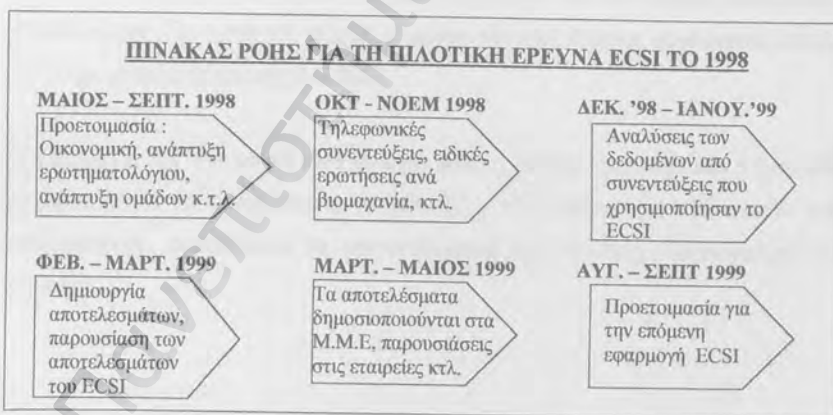 ΠΙΝΑΚΑΣ ΡΟΗΣ ΓΙΑ ΤΗ ΠΙΛΟΤΙΚΗ ΕΡΕΥΝΑ ECSI ΤΟ 1998
ΜΑΙΟΣ – ΣΕΠΤ. 1998
Προετοιμασία :
Οικονομική, ανάπτυξη
ερωτηματολόγιου,
ανάπτυξη ομάδων κ.τ.λ.
ΟΚΤ - ΝΟΕΜ 1998
Τηλεφωνικές
συνεντεύξεις, ειδικές
ερωτήσεις ανά
βιομαχανία, κτλ.
ΔΕΚ. '98 – ΙΑΝΟΥ.'99
Αναλύσεις των
δεδομένων από
συνεντεύξεις που
χρησιμοποίησαν το
ECSI
ΦΕΒ. – ΜΑΡΤ. 1999
Δημιουργία
αποτελεσμάτων,
παρουσίαση των
αποτελεσμάτων
του ECSI
ΜΑΡΤ. – ΜΑΙΟΣ 1999
Τα αποτελέσματα
δημοσιοποιούνται στα
Μ.Μ.Ε, παρουσιάσεις
στις εταιρείες κτλ.
ΑΥΓ. – ΣΕΠΤ 1999
Προετοιμασία για
την επόμενη
εφαρμογή ECSI